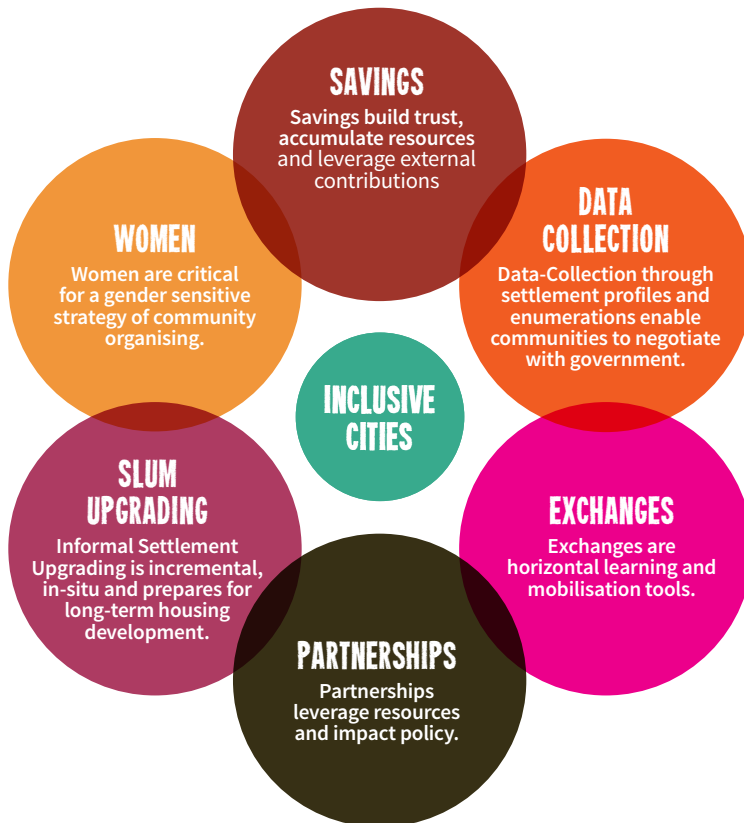 SAVINGS
Savings build trust,
accumulate resources
and leverage external
contributions
WOMEN
Women are critical
for a gender sensitive
strategy of community
organising.
DATA
COLLECTION
Data-Collection through
settlement profiles and
enumerations enable
communities to negotiate
with government.
INCLUSIVE
CITIES
SLUM
UPGRADING
Informal Settlement
Upgrading is incremental,
in-situ and prepares for
long-term housing
development.
EXCHANGES
Exchanges are
horizontal learning and
mobilisation tools.
PARTNERSHIPS
Partnerships
leverage resources
and impact policy.